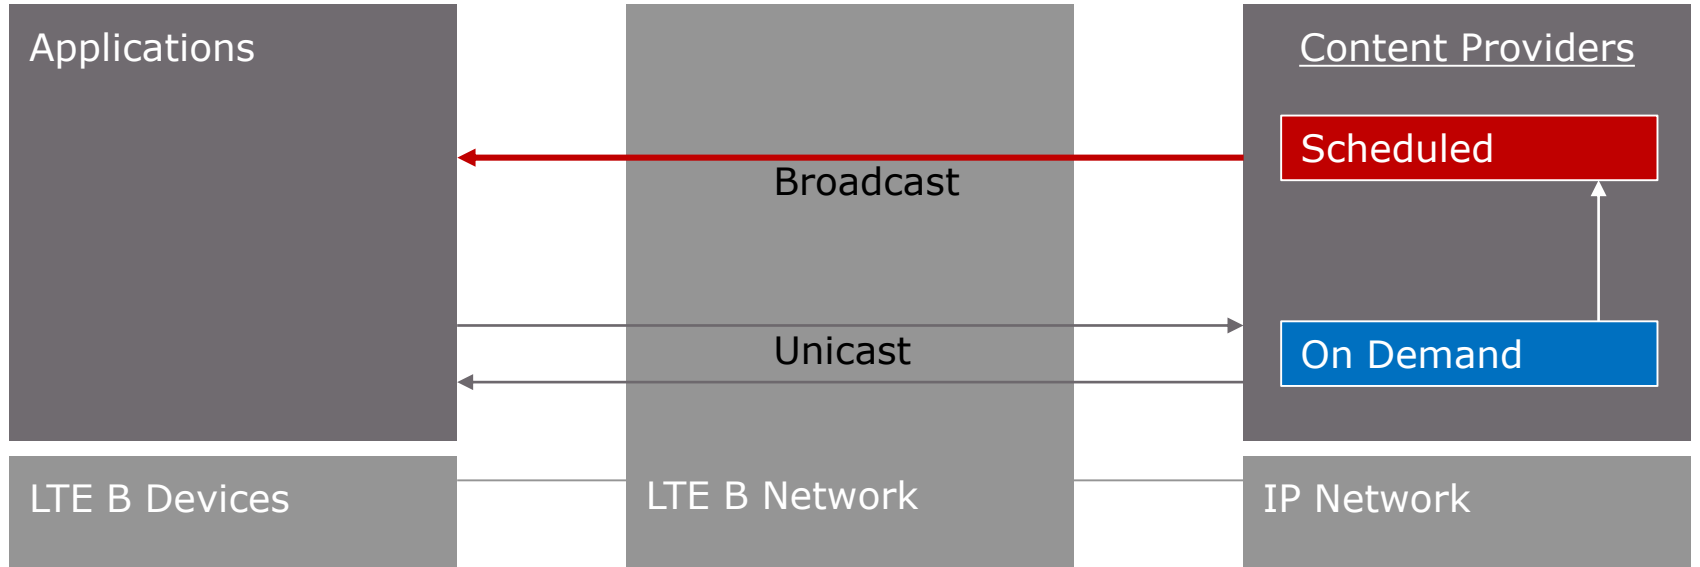 Applications
Content Providers
Scheduled
Broadcast
Unicast
On Demand
LTE B Devices
LTE B Network
IP Network